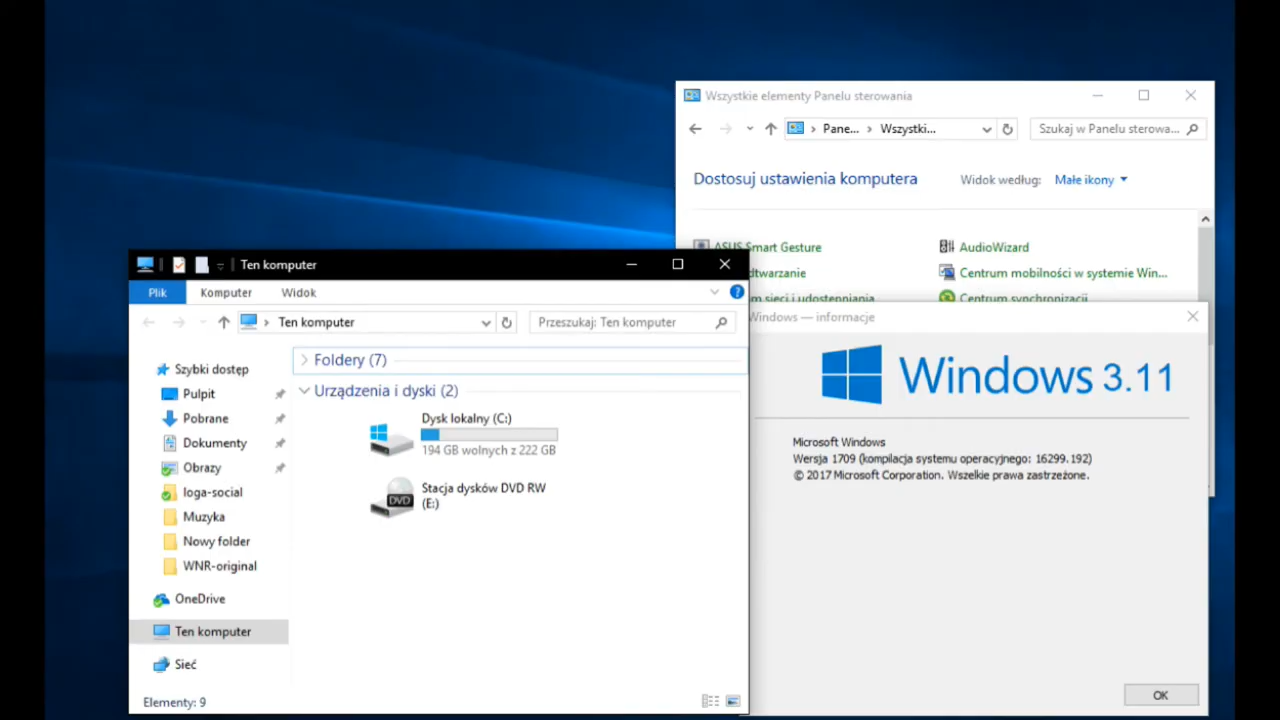 Wszystkie elementy Panelu sterowania
Pane... Wszystki...
Szukaj w Panelu sterowa...
Dostosuj ustawienia komputera
Widok według: Małe ikony
ASUS Smart Gesture
AudioWizard
Centrum mobilności w systemie Win...
Centrum synchronizacji
Ten komputer
Plik Komputer Widok
Ten komputer
Przeszukaj: Ten komputer
Szybki dostęp
Pulpit
Pobrane
Dokumenty
Obrazy
loga-social
Muzyka
Nowy folder
WNR-original
OneDrive
Ten komputer
Sieć
Foldery (7)
Urządzenia i dyski (2)
Dysk lokalny (C:)
194 GB wolnych z 222 GB
DVD
Stacja dysków DVD RW
(E:)
Elementy: 9
Windows — informacje
Windows 3.11
Microsoft Windows
Wersja 1709 (kompilacja systemu operacyjnego: 16299.192)
© 2017 Microsoft Corporation. Wszelkie prawa zastrzeżone.
OK